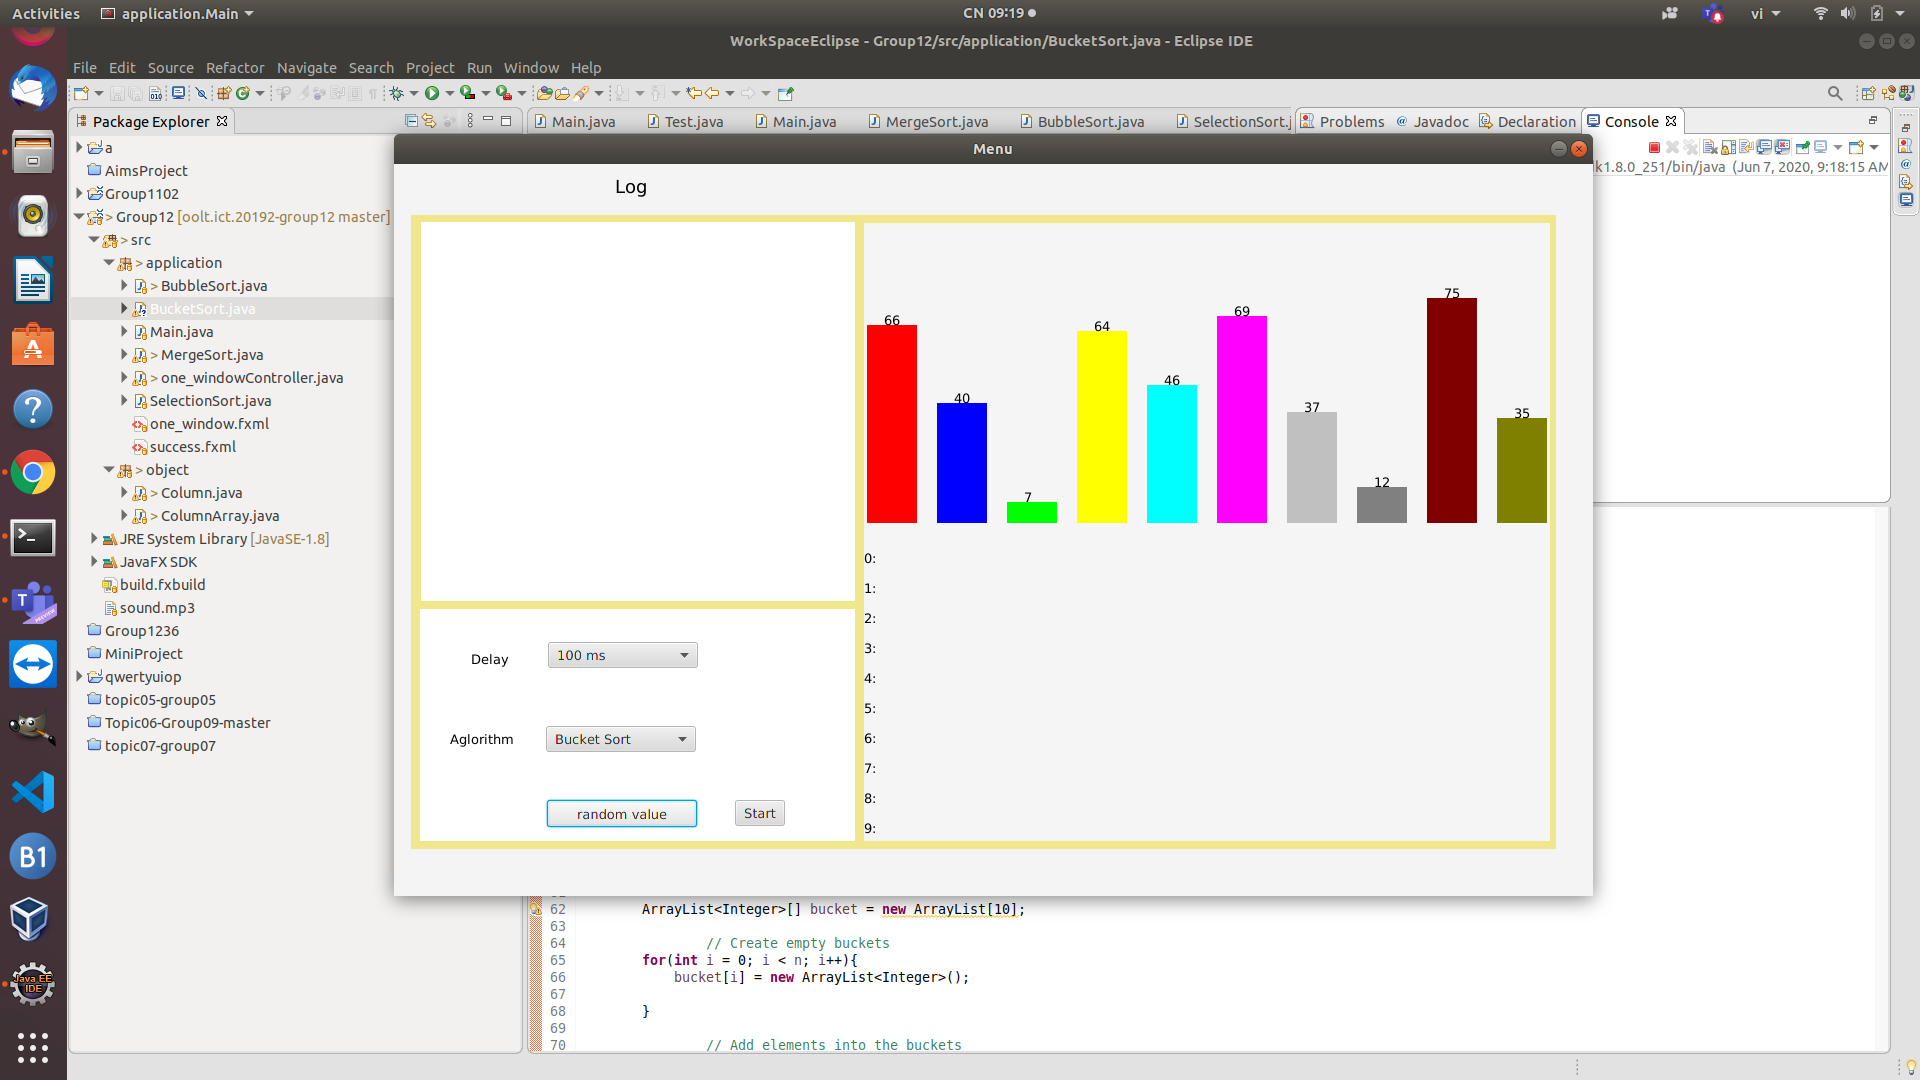 Activities application.Main CN 09:19 vi
WorkSpaceEclipse - Group12/src/application/BucketSort.java - Eclipse IDE
File Edit Source Refactor Navigate Search Project Run Window Help
Package Explorer Main.java Test.java Main.java MergeSort.java BubbleSort.java SelectionSort.j Problems Javadoc Declaration Console
k1.8.0_251/bin/java (Jun 7, 2020, 9:18:15 AM
a
AimsProject
Group1102
> Group12 [oolt.ict.20192-group12 master]
> src
> application
> BubbleSort.java
BucketSort.java
Main.java
> MergeSort.java
> one_windowController.java
SelectionSort.java
one_window.fxml
success.fxml
> object
> Column.java
> ColumnArray.java
JRE System Library [JavaSE-1.8]
JavaFX SDK
build.fxbuild
sound.mp3
Group1236
MiniProject
qwertyuiop
topic05-group05
Topic06-Group09-master
topic07-group07
Menu
Log
66 40 7 64 46 69 37 12 75 35
0:
1:
2:
3:
4:
5:
6:
7:
8:
9:
Delay 100 ms
Aglorithm Bucket Sort
random value Start
62 ArrayList<Integer>[] bucket = new ArrayList[10];
63
64 // Create empty buckets
65 for(int i = 0; i < n; i++){
66 bucket[i] = new ArrayList<Integer>();
67
68 }
69
70 // Add elements into the buckets
B1
Java EE
IDE